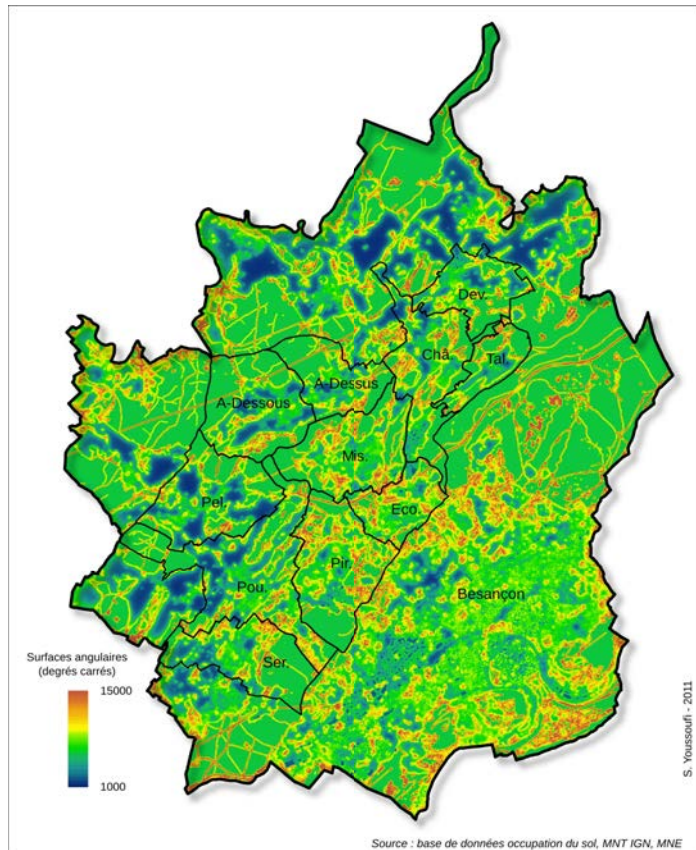 Dev.
Châ.
Tal.
A-Dessus
A-Dessous
Mis.
Pel.
Eco.
Pir.
Pou.
Besançon
Ser.
Surfaces angulaires
(degrés carrés)
15000
1000
S. Youssoufi - 2011
Source : base de données occupation du sol, MNT IGN, MNE